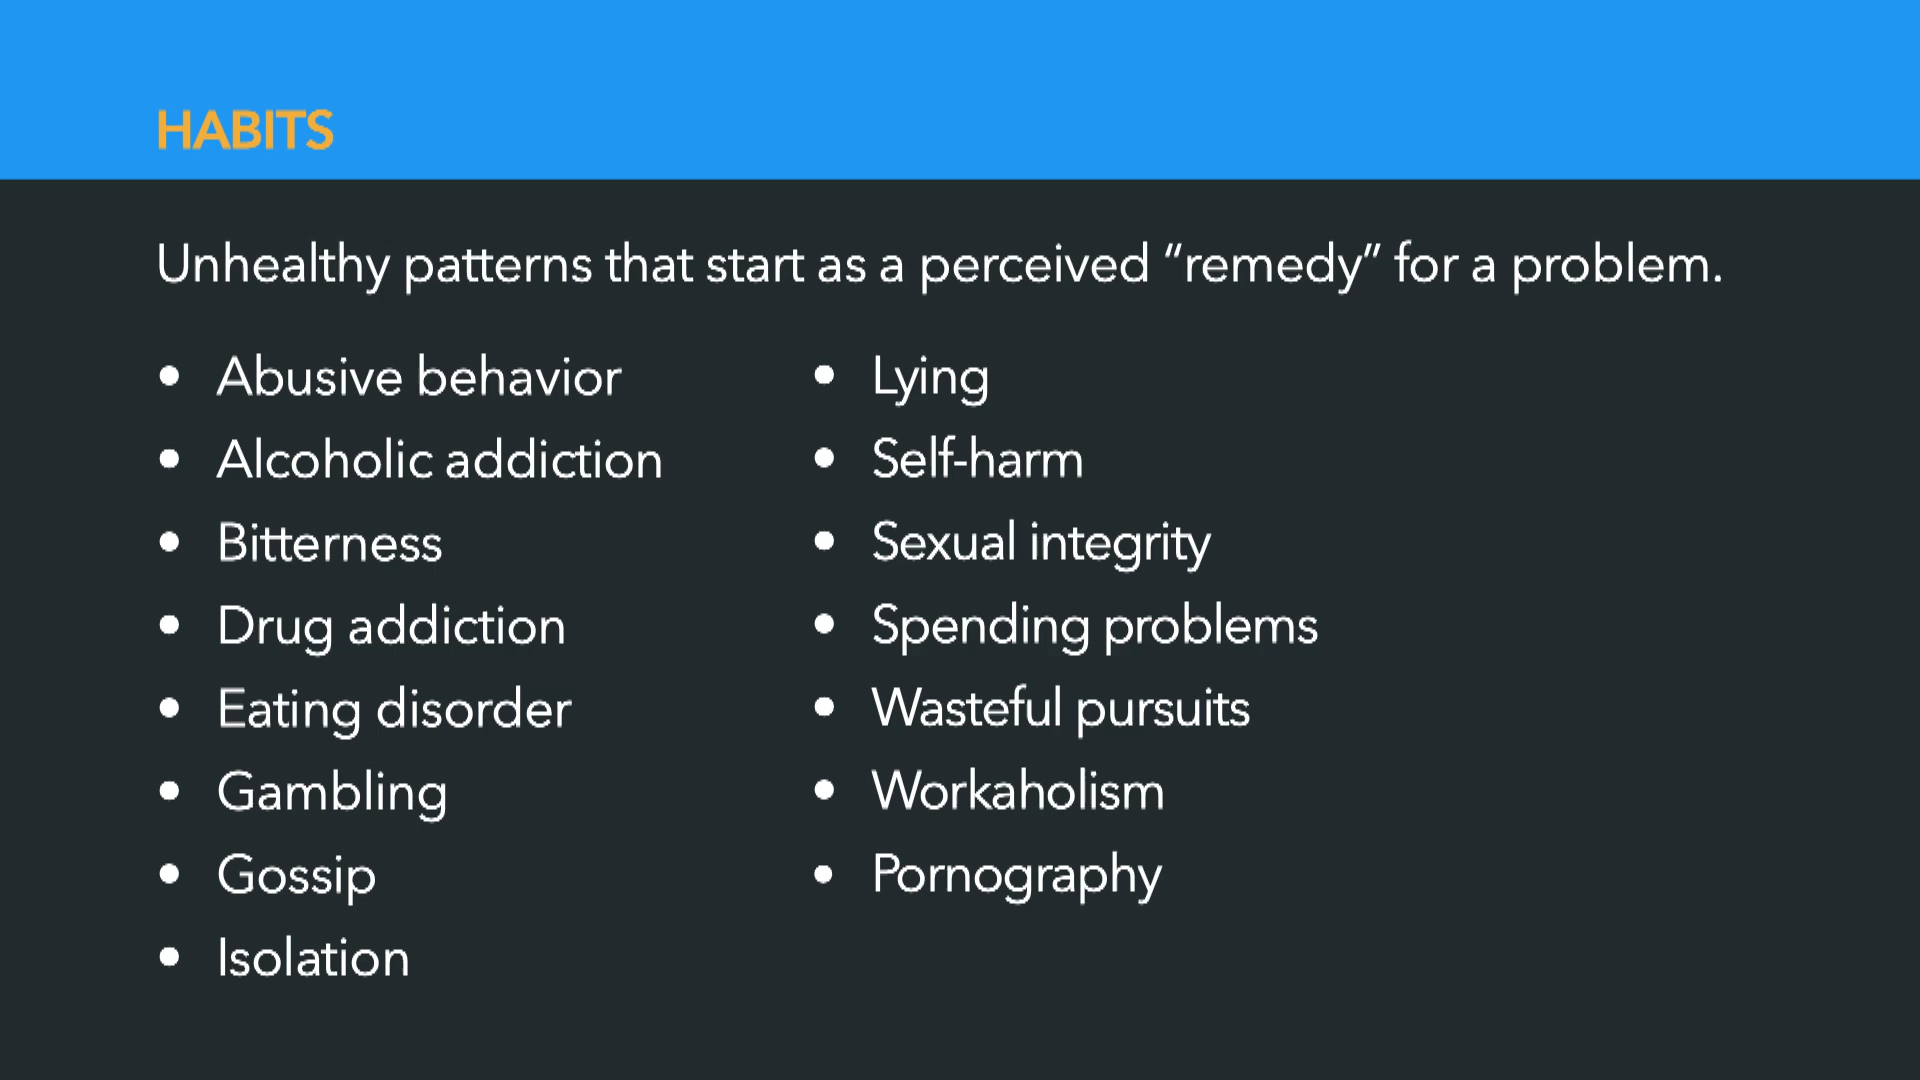 HABITS
Unhealthy patterns that start as a perceived “remedy” for a problem.
• Abusive behavior
• Alcoholic addiction
• Bitterness
• Drug addiction
• Eating disorder
• Gambling
• Gossip
• Isolation
• Lying
• Self-harm
• Sexual integrity
• Spending problems
• Wasteful pursuits
• Workaholism
• Pornography